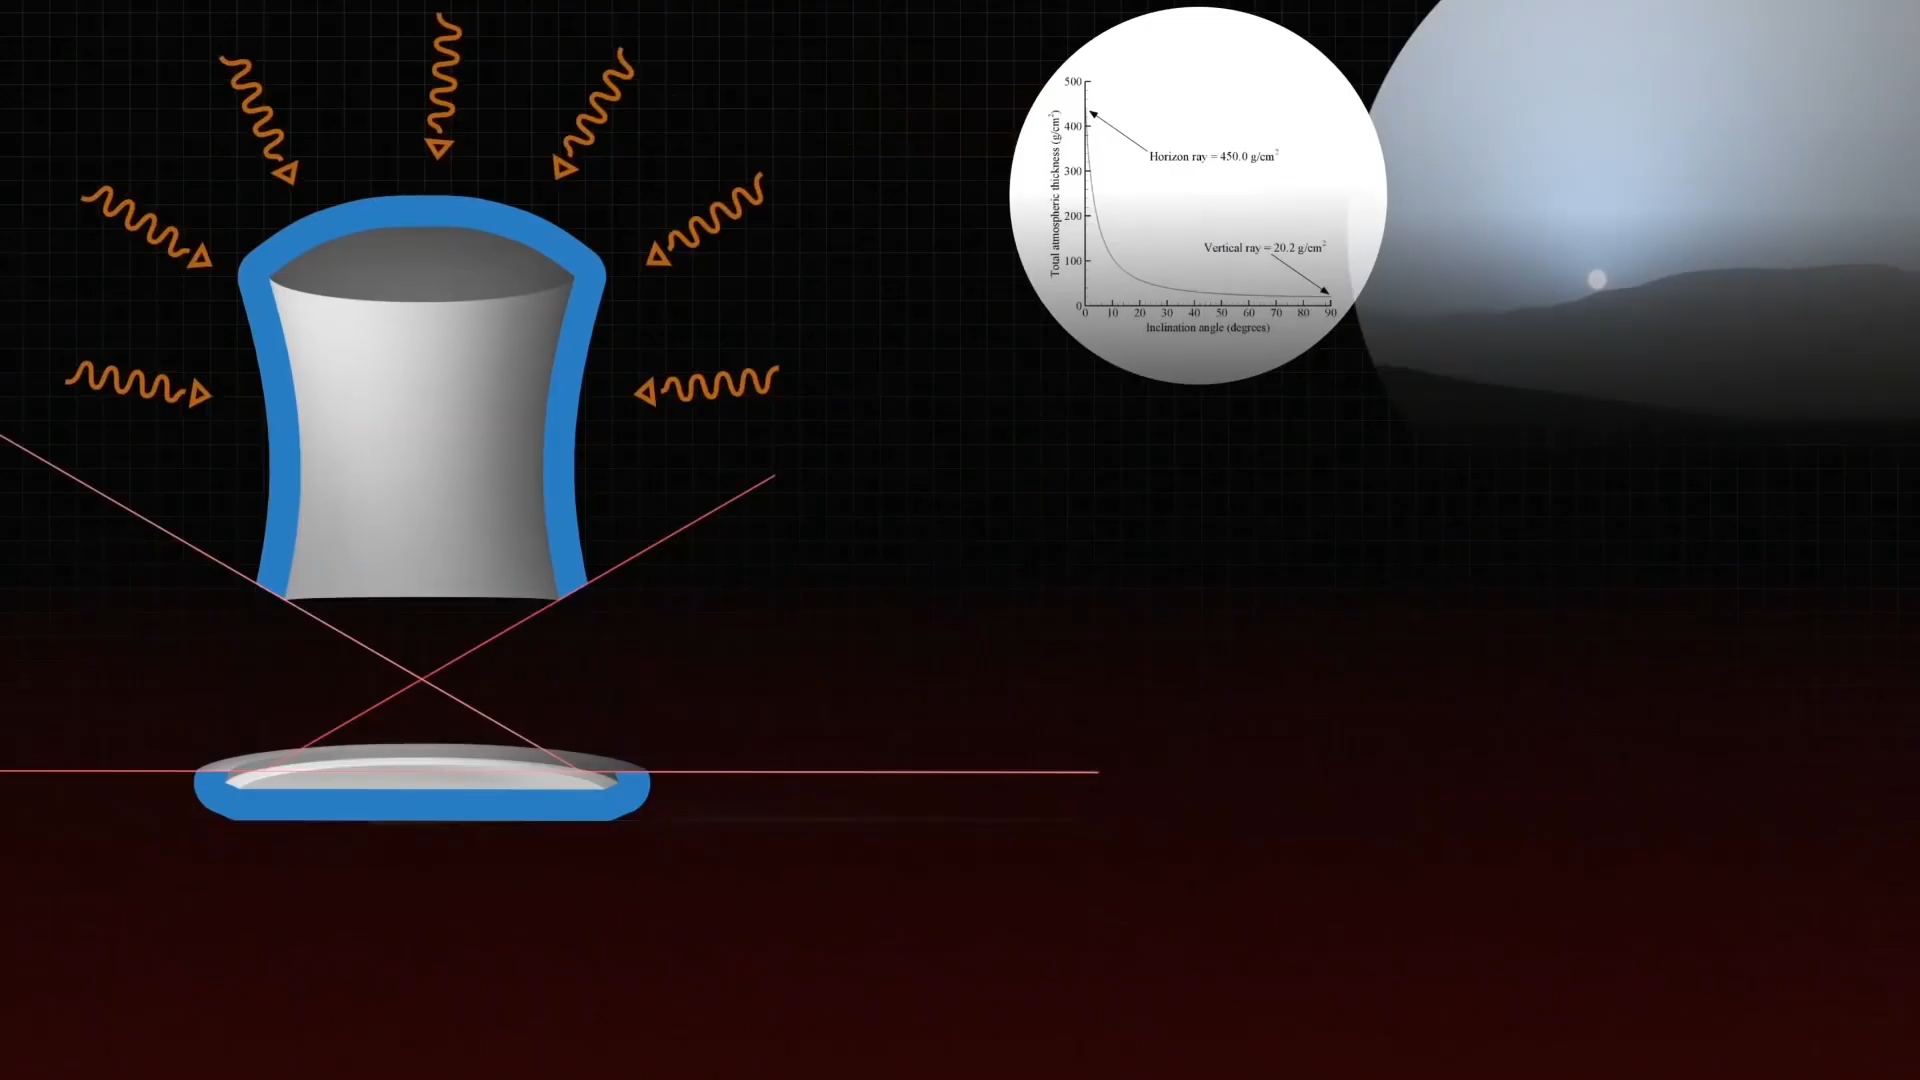 500
400
300
200
100
0
Total atmospheric thickness (g/cm²)
Horizon ray = 450.0 g/cm²
Vertical ray = 20.2 g/cm²
0 10 20 30 40 50 60 70 80 90
Inclination angle (degrees)